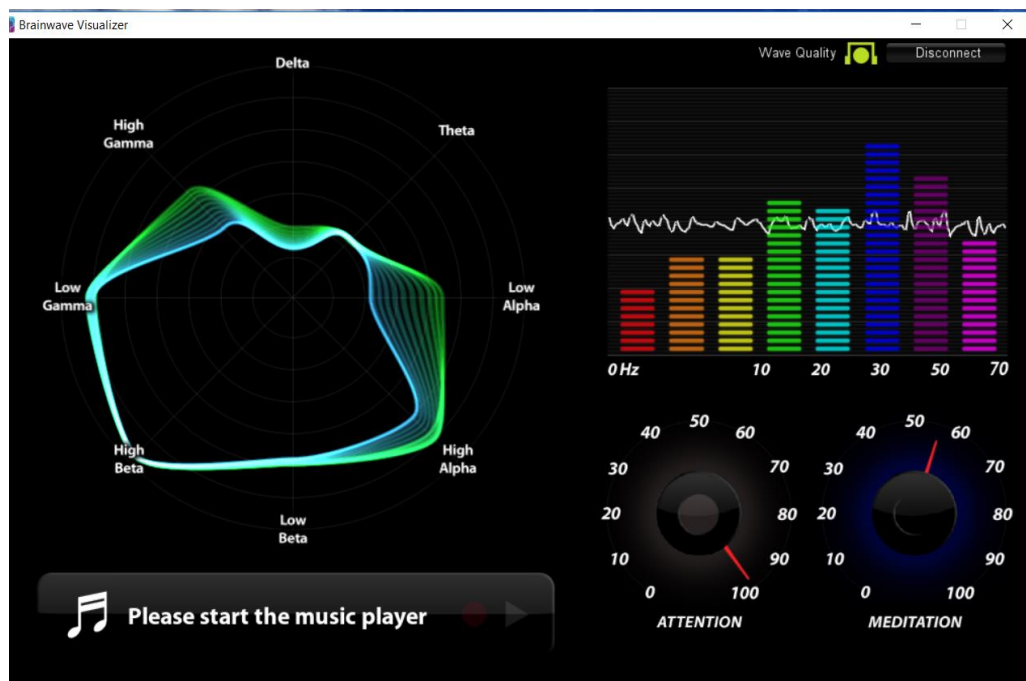 Brainwave Visualizer
Wave Quality
Disconnect
Delta
High
Gamma
Theta
Low
Gamma
Low
Alpha
High
Beta
High
Alpha
Low
Beta
0 Hz 10 20 30 50 70
0 10 20 30 40 50 60 70 80 90 100
ATTENTION
0 10 20 30 40 50 60 70 80 90 100
MEDITATION
Please start the music player